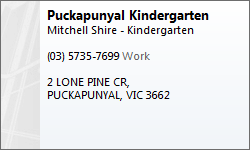 Puckapunyal Kindergarten
Mitchell Shire - Kindergarten
(03) 5735-7699 Work
2 LONE PINE CR,
PUCKAPUNYAL, VIC 3662